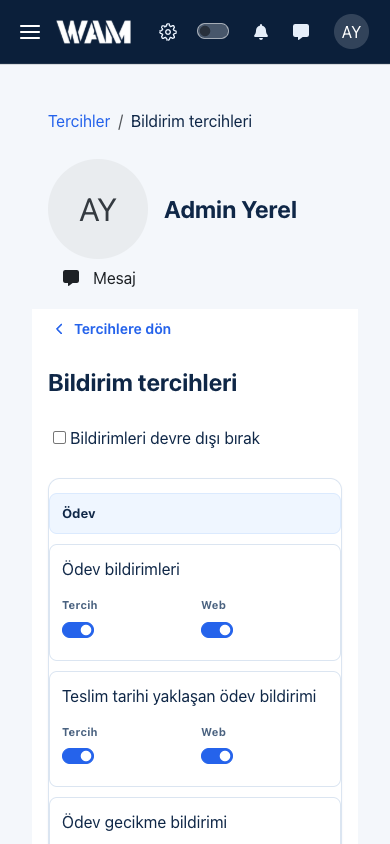 WAM
AY
Tercihler / Bildirim tercihleri
AY
Admin Yerel
Mesaj
Tercihlere dön
Bildirim tercihleri
Bildirimleri devre dışı bırak
Ödev
Ödev bildirimleri
Tercih Web
Teslim tarihi yaklaşan ödev bildirimi
Tercih Web
Ödev gecikme bildirimi